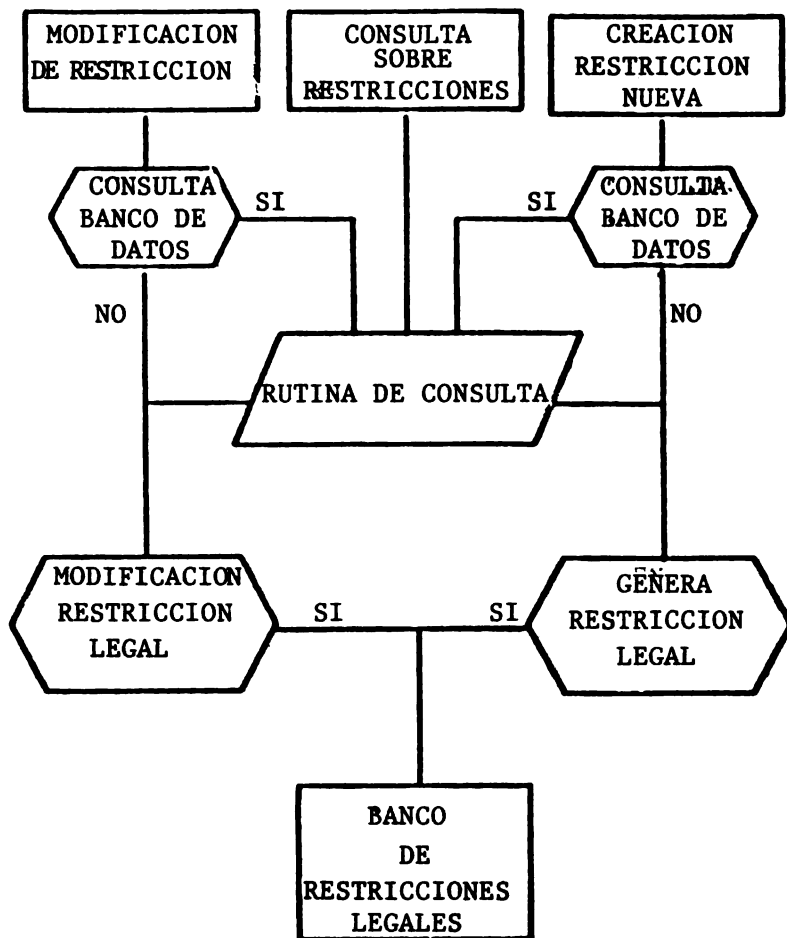 MODIFICACION
DE RESTRICCION
CONSULTA
SOBRE
RESTRICCIONES
CREACION
RESTRICCION
NUEVA
CONSULTA
BANCO DE
DATOS
SI
SI
CONSULTA
BANCO DE
DATOS
NO
NO
RUTINA DE CONSULTA
MODIFICACION
RESTRICCION
LEGAL
SI
SI
GENERA
RESTRICCION
LEGAL
BANCO
DE
RESTRICCIONES
LEGALES